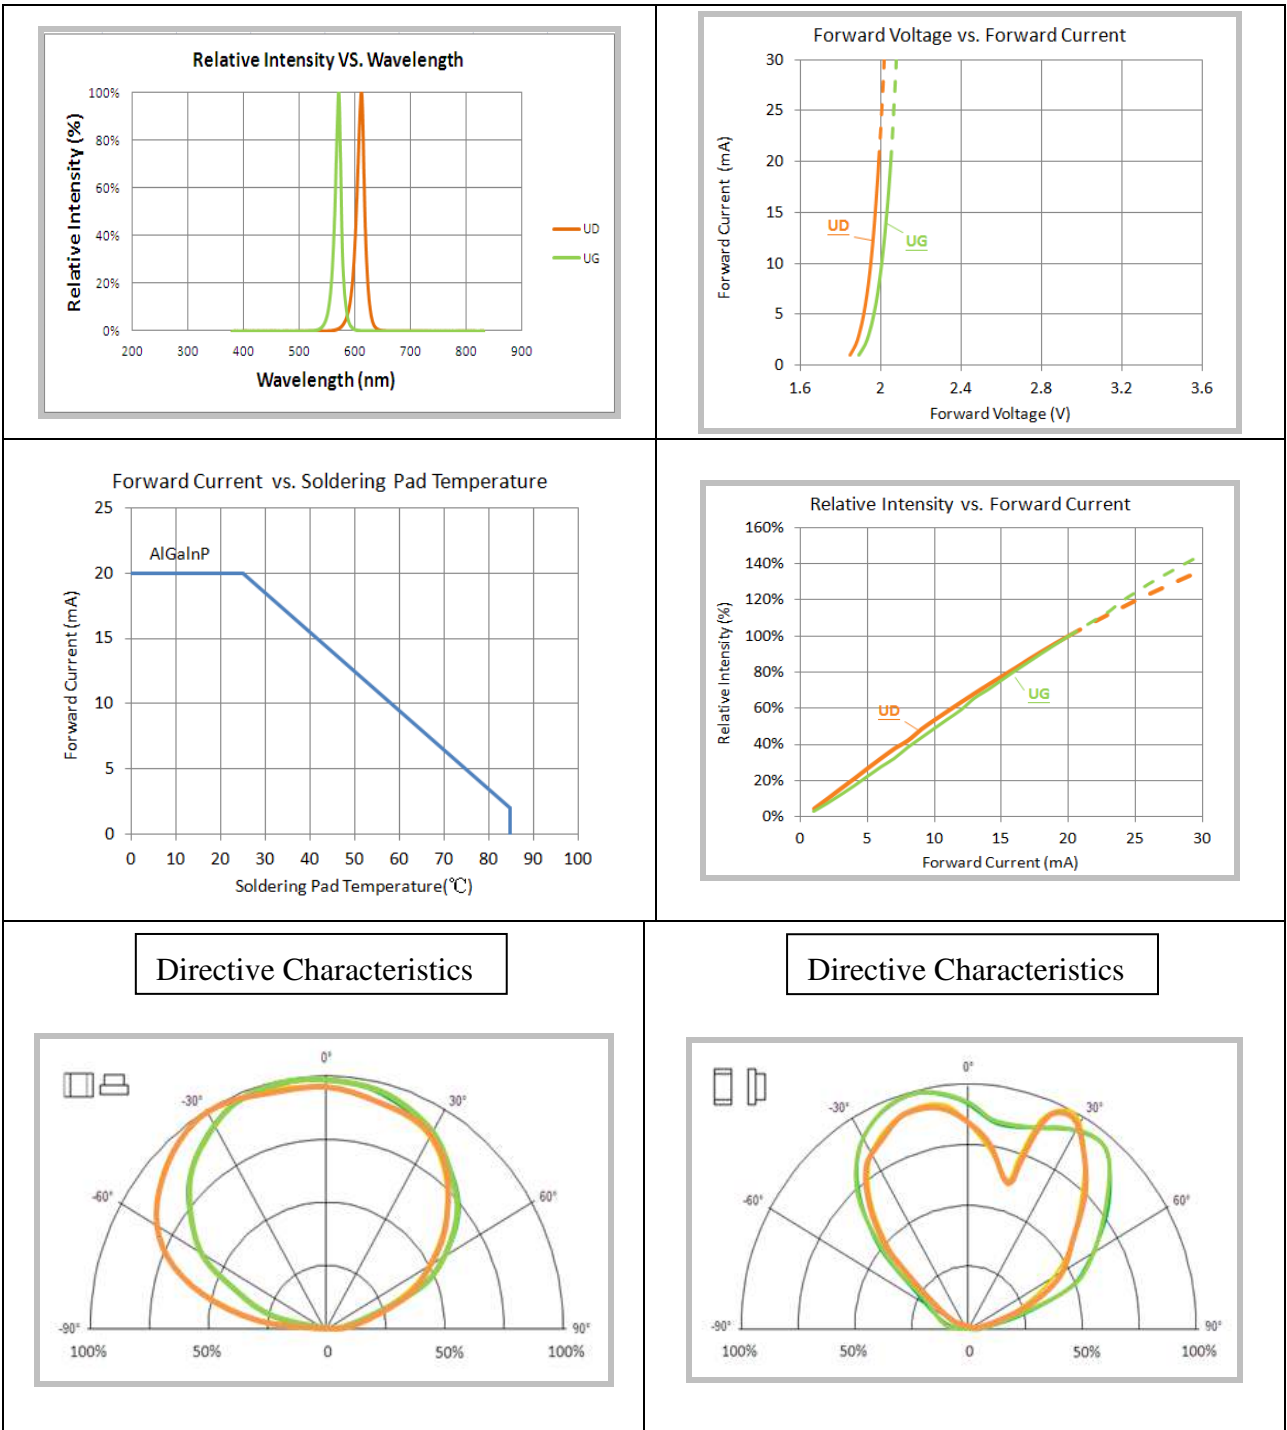 Relative Intensity VS. Wavelength
Relative Intensity (%)
100%
80%
60%
40%
20%
0%
200 300 400 500 600 700 800 900
Wavelength (nm)
UD
UG
Forward Voltage vs. Forward Current
Forward Current (mA)
30
25
20
15
10
5
0
UD
UG
1.6 2 2.4 2.8 3.2 3.6
Forward Voltage (V)
Forward Current vs. Soldering Pad Temperature
Forward Current (mA)
25
20
15
10
5
0
AlGaInP
0 10 20 30 40 50 60 70 80 90 100
Soldering Pad Temperature(℃)
Relative Intensity vs. Forward Current
Relative Intensity (%)
160%
140%
120%
100%
80%
60%
40%
20%
0%
UD
UG
0 5 10 15 20 25 30
Forward Current (mA)
Directive Characteristics
0°
-30° 30°
-60° 60°
-90° 90°
100% 50% 0 50% 100%
Directive Characteristics
0°
-30° 30°
-60° 60°
-90° 90°
100% 50% 0 50% 100%